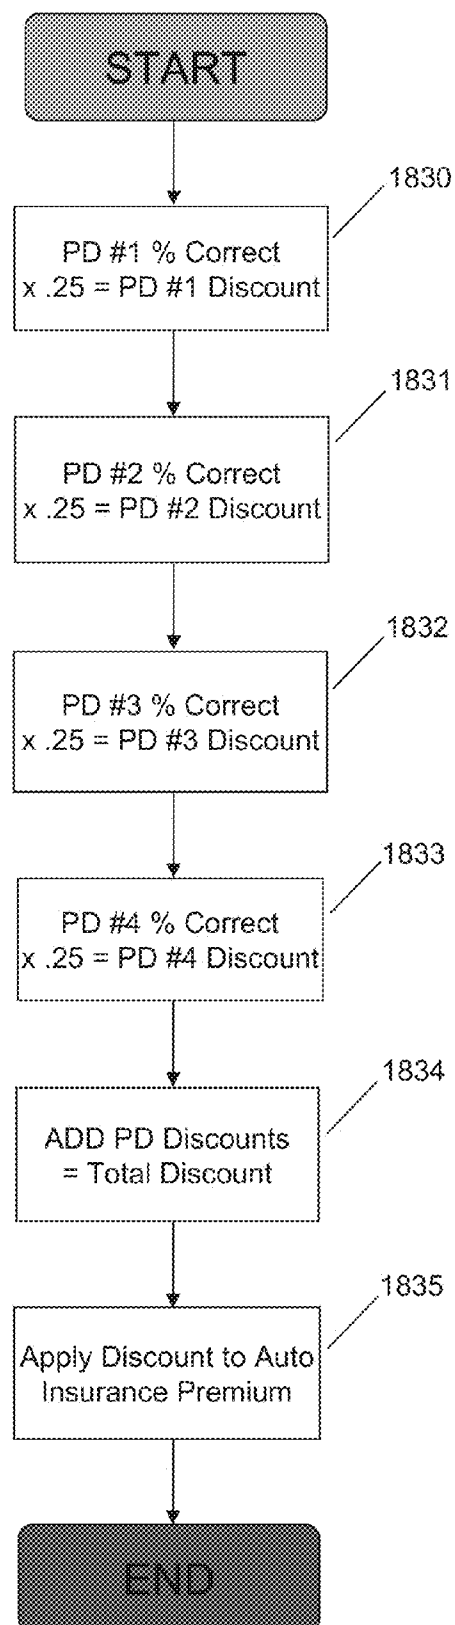 START
1830
PD #1 % Correct
x .25 = PD #1 Discount
1831
PD #2 % Correct
x .25 = PD #2 Discount
1832
PD #3 % Correct
x .25 = PD #3 Discount
1833
PD #4 % Correct
x .25 = PD #4 Discount
1834
ADD PD Discounts
= Total Discount
1835
Apply Discount to Auto
Insurance Premium
END